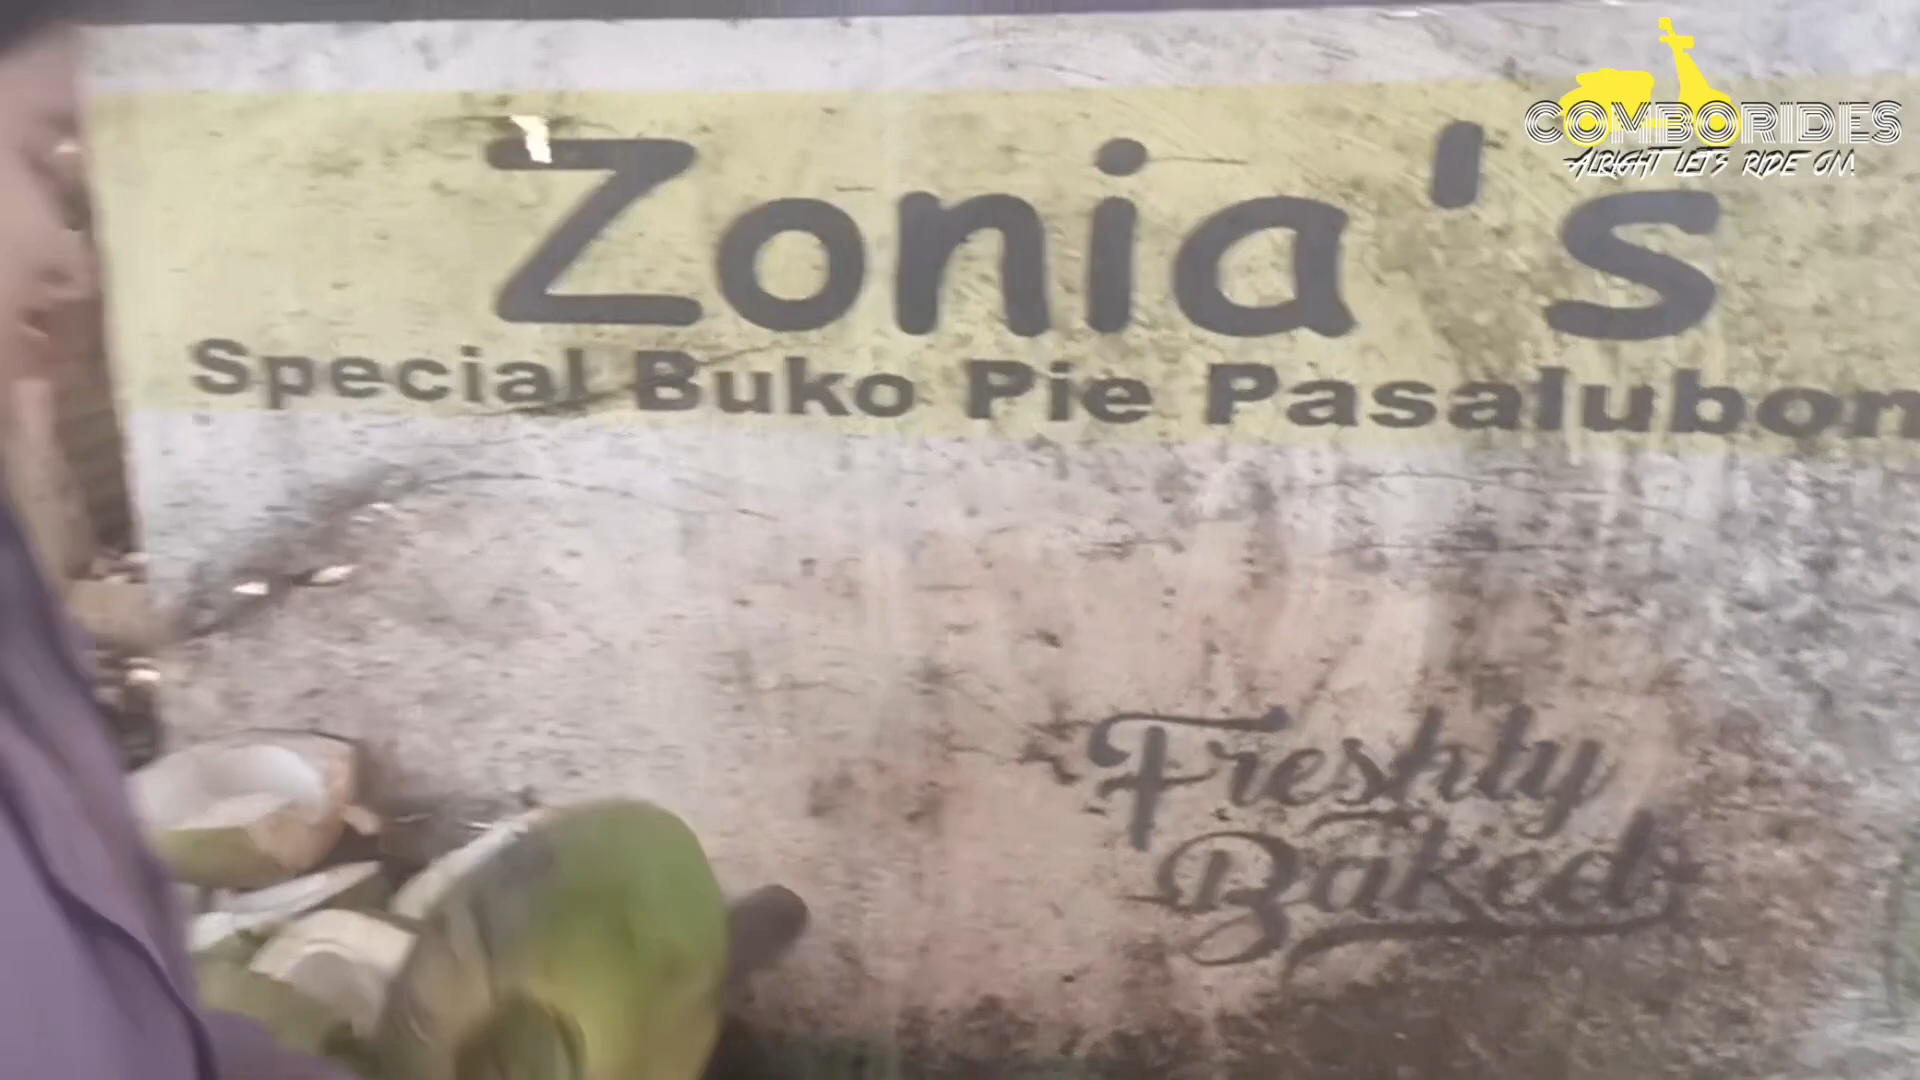 Zonia's
Special Buko Pie Pasalubon
Freshly
Baked
COMBORIDES
ALRIGHT LET'S RIDE ON!